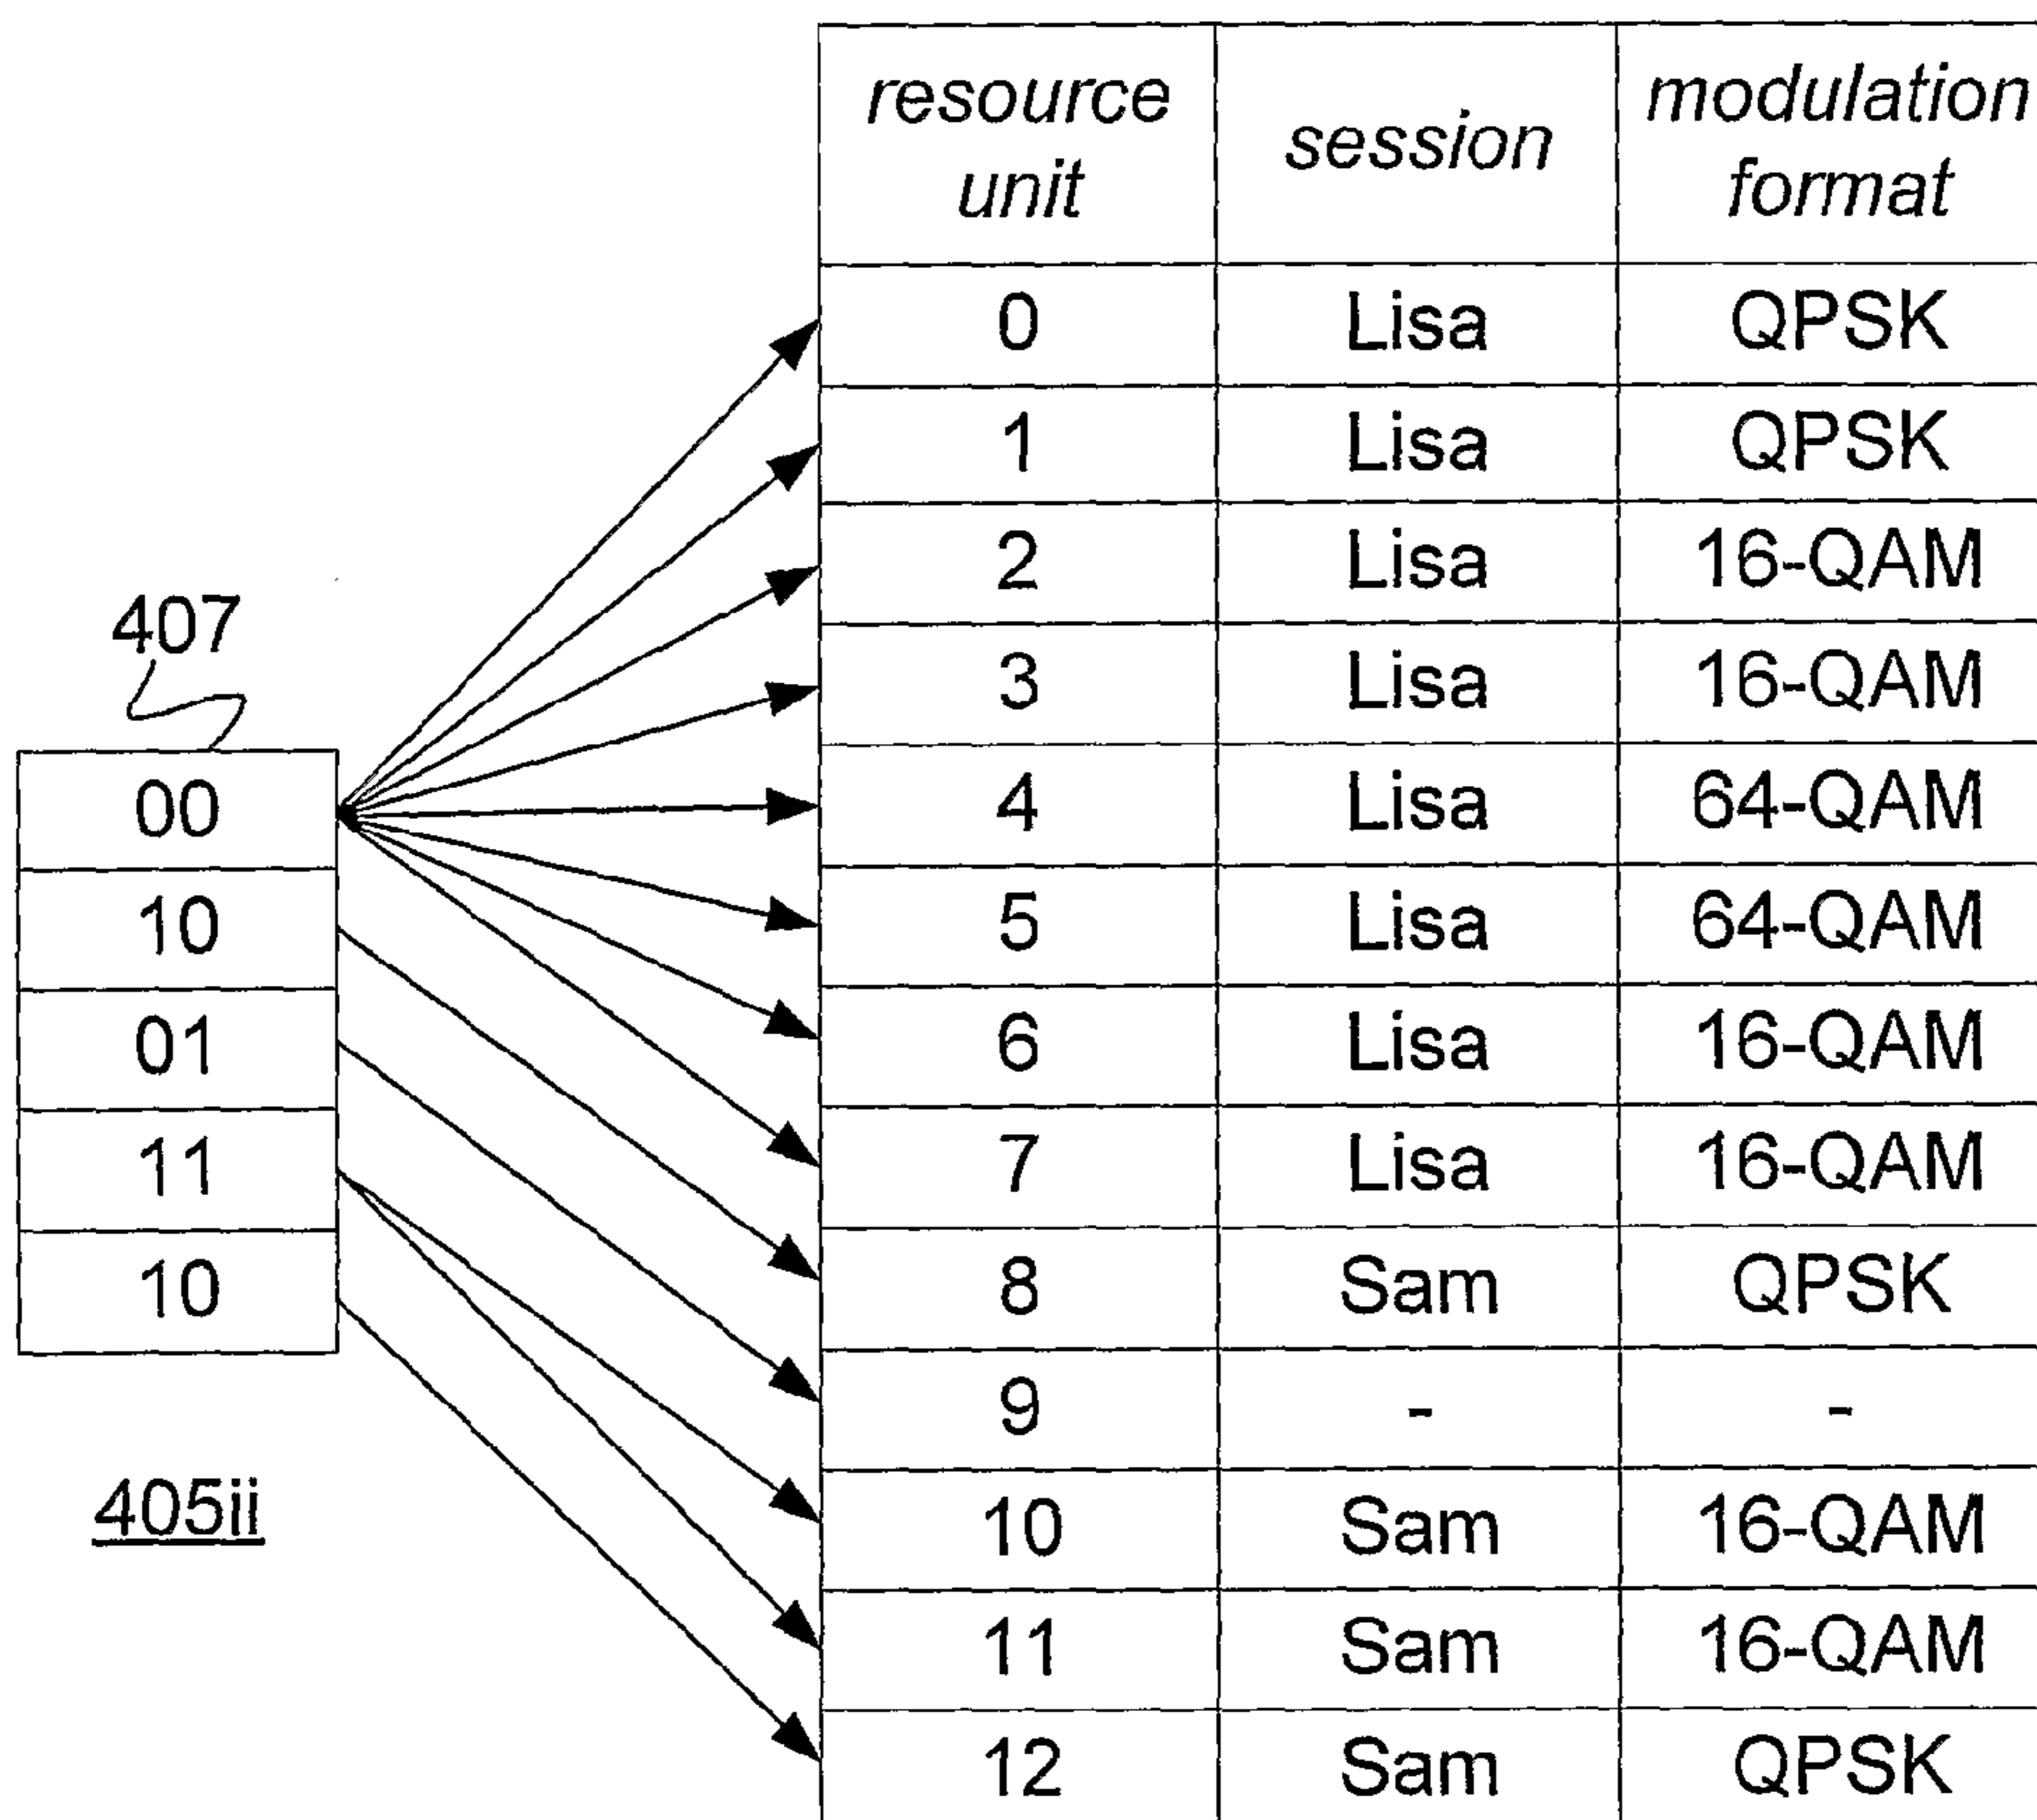 resource unit session modulation format
0 Lisa QPSK
1 Lisa QPSK
2 Lisa 16-QAM
3 Lisa 16-QAM
4 Lisa 64-QAM
5 Lisa 64-QAM
6 Lisa 16-QAM
7 Lisa 16-QAM
8 Sam QPSK
9 - -
10 Sam 16-QAM
11 Sam 16-QAM
12 Sam QPSK
407
00
10
01
11
10
405ii